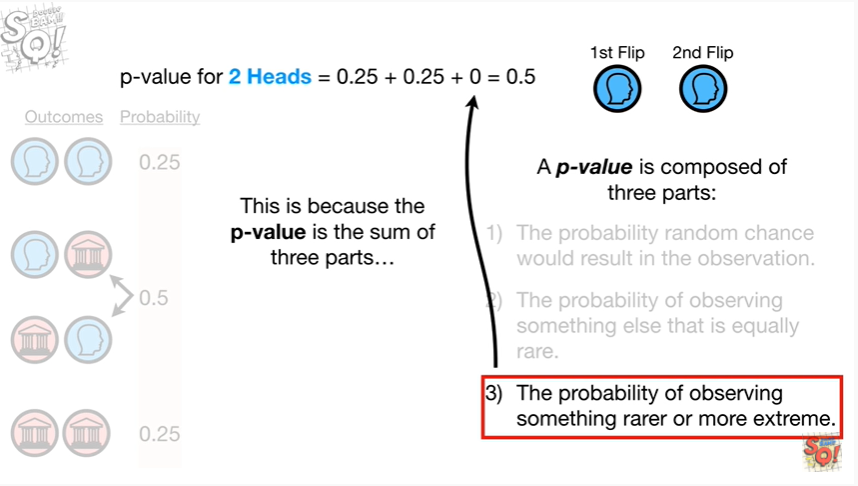 SQ!
p-value for 2 Heads = 0.25 + 0.25 + 0 = 0.5
1st Flip 2nd Flip
Outcomes Probability
0.25
0.5
0.25
This is because the
p-value is the sum of
three parts...
A p-value is composed of
three parts:
1) The probability random chance
would result in the observation.
2) The probability of observing
something else that is equally
rare.
3) The probability of observing
something rarer or more extreme.
SQ!